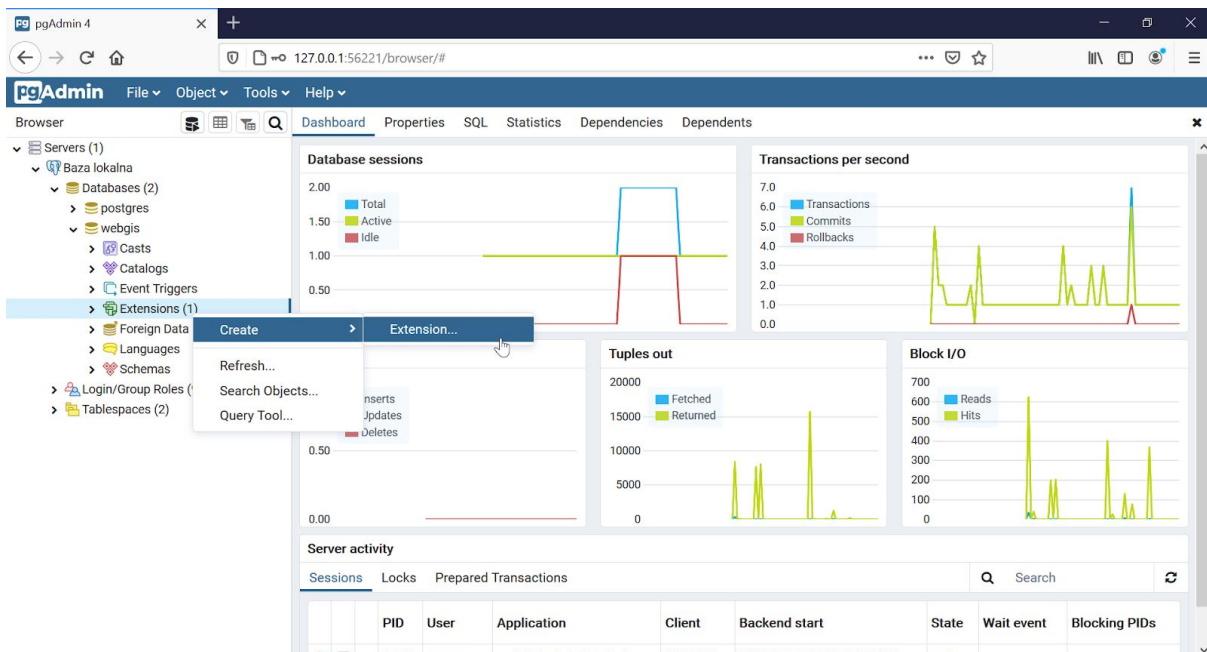 pgAdmin 4
127.0.0.1:56221/browser/#
pgAdmin File Object Tools Help
Browser
Dashboard Properties SQL Statistics Dependencies Dependents
Servers (1)
Baza lokalna
Databases (2)
postgres
webgis
Casts
Catalogs
Event Triggers
Extensions (1)
Foreign Data
Languages
Schemas
Login/Group Roles (
Tablespaces (2)
Create
Extension...
Refresh...
Search Objects...
Query Tool...
Database sessions
2.00
1.50
1.00
0.50
Total
Active
Idle
Transactions per second
7.0
6.0
5.0
4.0
3.0
2.0
1.0
0.0
Transactions
Commits
Rollbacks
nserts
Updates
Deletes
0.50
0.00
Tuples out
20000
15000
10000
5000
0
Fetched
Returned
Block I/O
700
600
500
400
300
200
100
0
Reads
Hits
Server activity
Sessions Locks Prepared Transactions
Search
PID User Application Client Backend start State Wait event Blocking PIDs